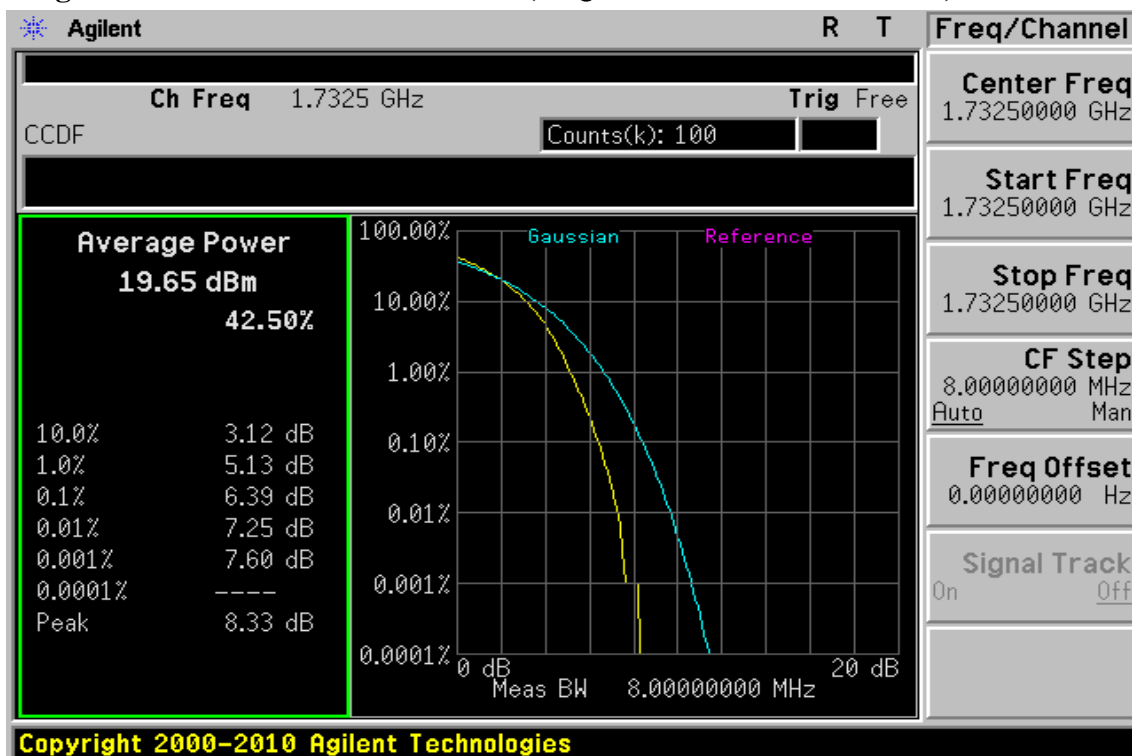 Agilent R T Freq/Channel
Ch Freq 1.7325 GHz Trig Free
CCDF Counts(k): 100
Center Freq
1.73250000 GHz
Start Freq
1.73250000 GHz
Stop Freq
1.73250000 GHz
CF Step
8.00000000 MHz
Auto Man
Freq Offset
0.00000000 Hz
Signal Track
On Off
Average Power
19.65 dBm
42.50%
10.0% 3.12 dB
1.0% 5.13 dB
0.1% 6.39 dB
0.01% 7.25 dB
0.001% 7.60 dB
0.0001% ----
Peak 8.33 dB
Gaussian Reference
100.00%
10.00%
1.00%
0.10%
0.01%
0.001%
0.0001%
0 dB 20 dB
Meas BW 8.00000000 MHz
Copyright 2000-2010 Agilent Technologies